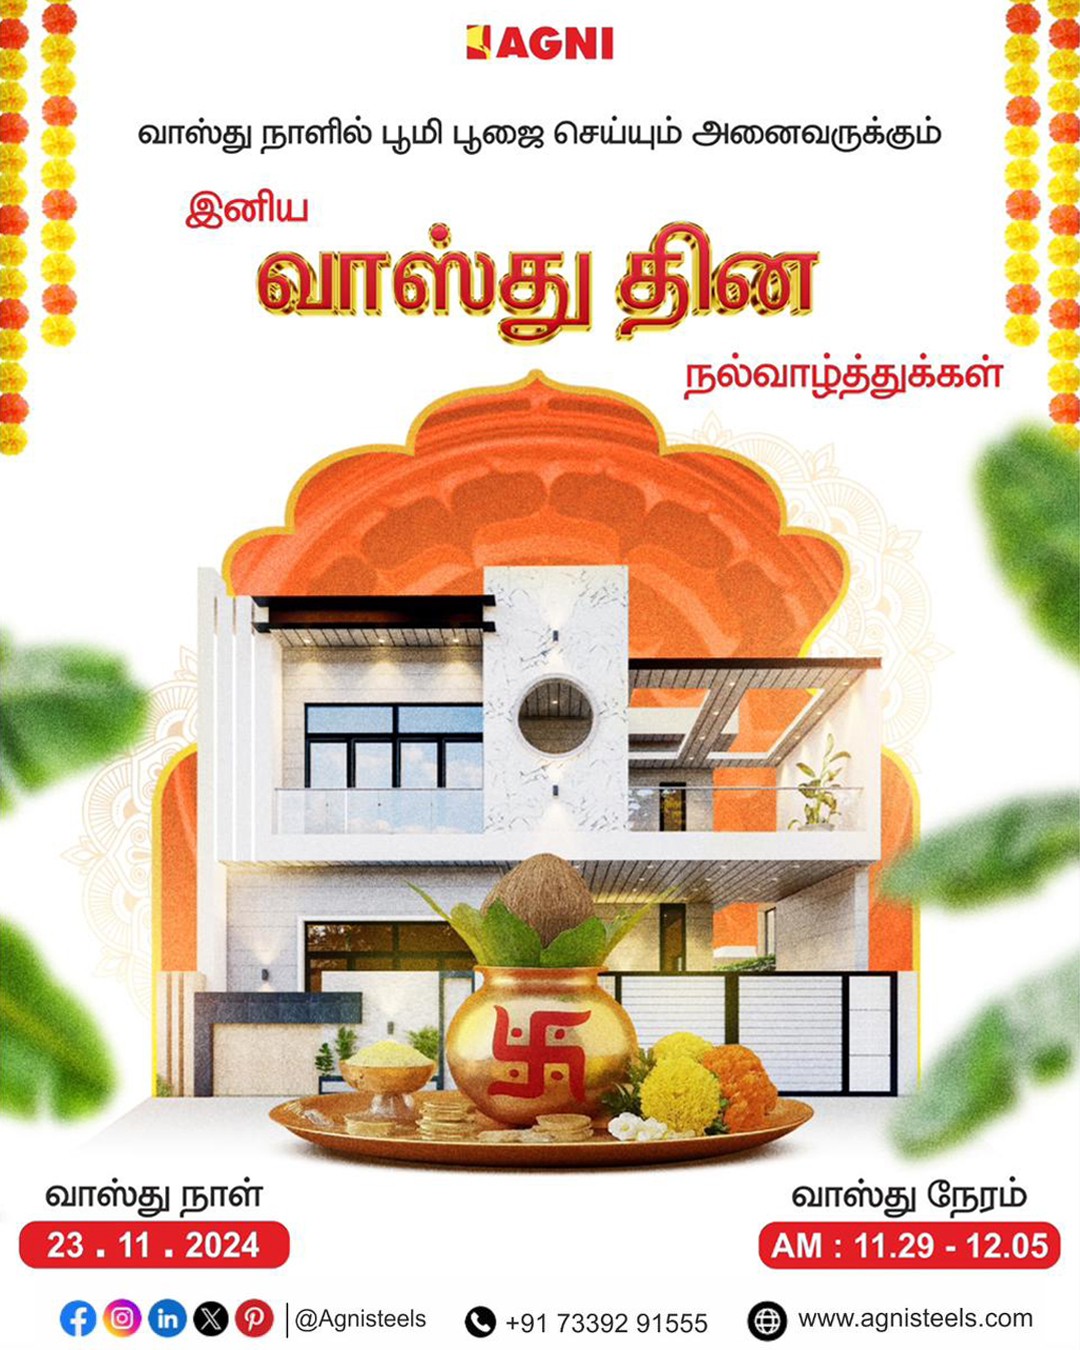 AGNI
வாஸ்து நாளில் பூமி பூஜை செய்யும் அனைவருக்கும்
இனிய
வாஸ்து தின
நல்வாழ்த்துக்கள்
வாஸ்து நாள்
23 . 11 . 2024
வாஸ்து நேரம்
AM : 11.29 - 12.05
@Agnisteels
+91 73392 91555
www.agnisteels.com